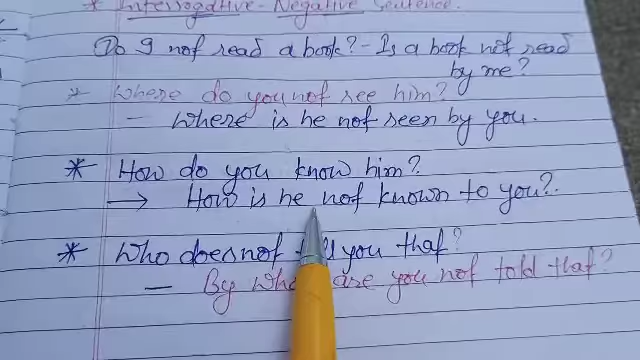 * Interrogative-Negative Sentence.
Do I not read a book? - Is a book not read
by me?
* Where do you not see him?
- Where is he not seen by you.
* How do you know him?
→ How is he not known to you?
* Who does not you that?
- By are you not told that?